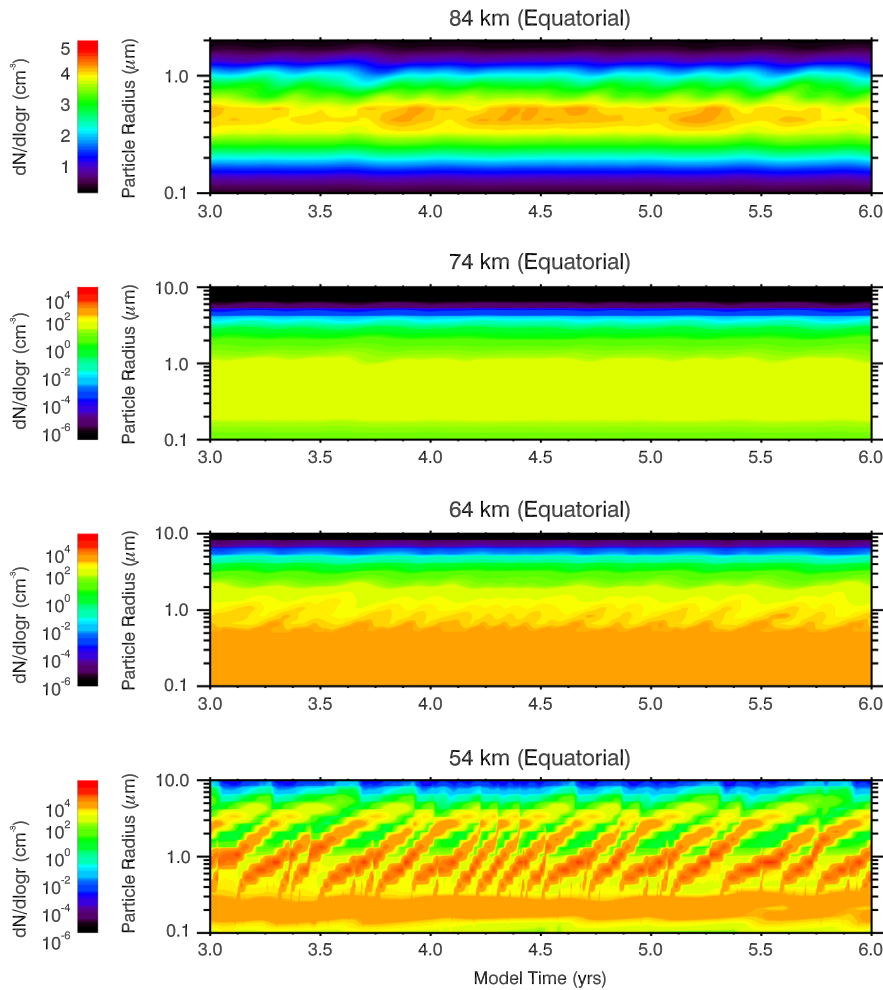 84 km (Equatorial)
dN/dlogr (cm⁻³)
5
4
3
2
1
Particle Radius (μm)
1.0
0.1
3.0 3.5 4.0 4.5 5.0 5.5 6.0
74 km (Equatorial)
dN/dlogr (cm⁻³)
10⁴
10²
10⁰
10⁻²
10⁻⁴
10⁻⁶
Particle Radius (μm)
10.0
1.0
0.1
3.0 3.5 4.0 4.5 5.0 5.5 6.0
64 km (Equatorial)
dN/dlogr (cm⁻³)
10⁴
10²
10⁰
10⁻²
10⁻⁴
10⁻⁶
Particle Radius (μm)
10.0
1.0
0.1
3.0 3.5 4.0 4.5 5.0 5.5 6.0
54 km (Equatorial)
dN/dlogr (cm⁻³)
10⁴
10²
10⁰
10⁻²
10⁻⁴
10⁻⁶
Particle Radius (μm)
10.0
1.0
0.1
3.0 3.5 4.0 4.5 5.0 5.5 6.0
Model Time (yrs)